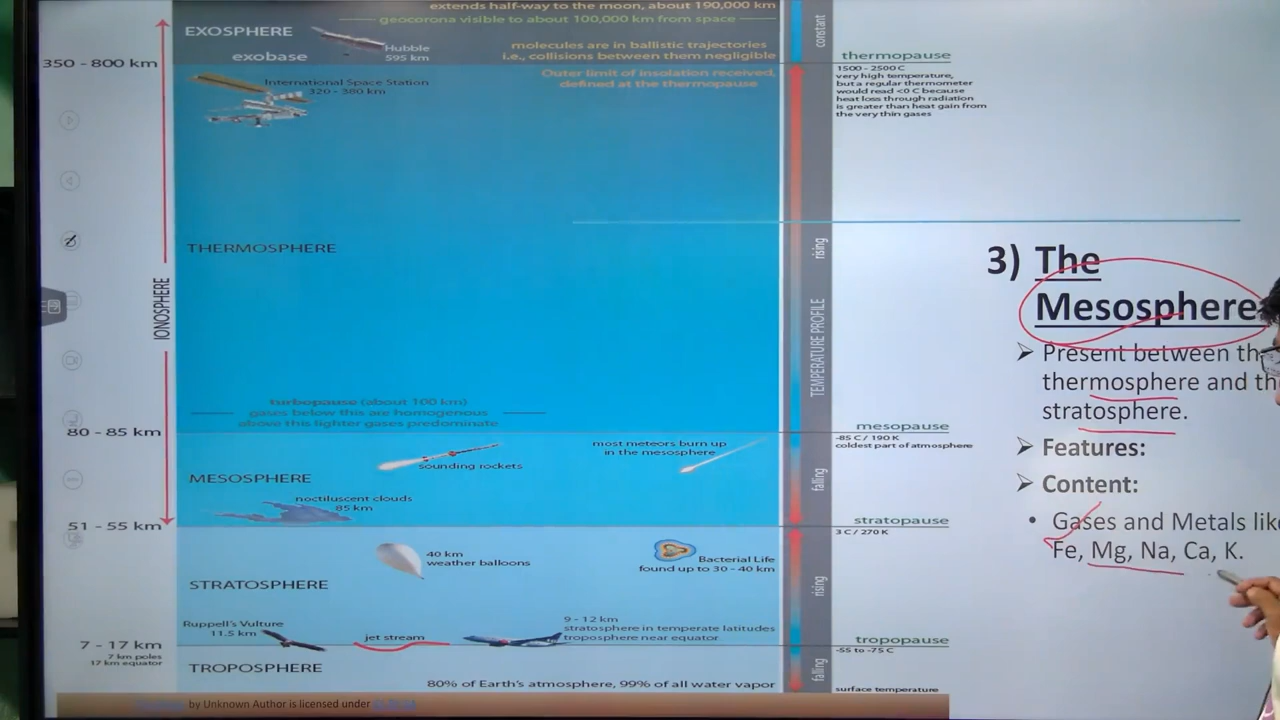 extends half-way to the moon, about 190,000 km
geocorona visible to about 100,000 km from space
EXOSPHERE
Hubble
595 km
exobase
molecules are in ballistic trajectories
i.e., collisions between them negligible
constant
350 - 800 km
thermopause
International Space Station
320 - 380 km
Outer limit of insolation received,
defined at the thermopause
1500 - 2500 C
very high temperature,
but a regular thermometer
would read <0 C because
heat loss through radiation
is greater than heat gain from
the very thin gases
THERMOSPHERE
rising
IONOSPHERE
TEMPERATURE PROFILE
turbopause (about 100 km)
gases below this are homogenous
above this lighter gases predominate
80 - 85 km
mesopause
-85 C / 190 K
coldest part of atmosphere
most meteors burn up
in the mesosphere
sounding rockets
MESOSPHERE
falling
noctiluscent clouds
85 km
51 - 55 km
stratopause
3 C / 270 K
40 km
weather balloons
Bacterial Life
found up to 30 - 40 km
STRATOSPHERE
rising
Ruppell's Vulture
11.5 km
jet stream
9 - 12 km
stratosphere in temperate latitudes
troposphere near equator
7 - 17 km
7 km poles
17 km equator
tropopause
-55 to -75 C
TROPOSPHERE
falling
80% of Earth's atmosphere, 99% of all water vapor
surface temperature
by Unknown Author is licensed under
3) The
Mesosphere
Present between th
thermosphere and th
stratosphere.
Features:
Content:
Gases and Metals lik
Fe, Mg, Na, Ca, K.